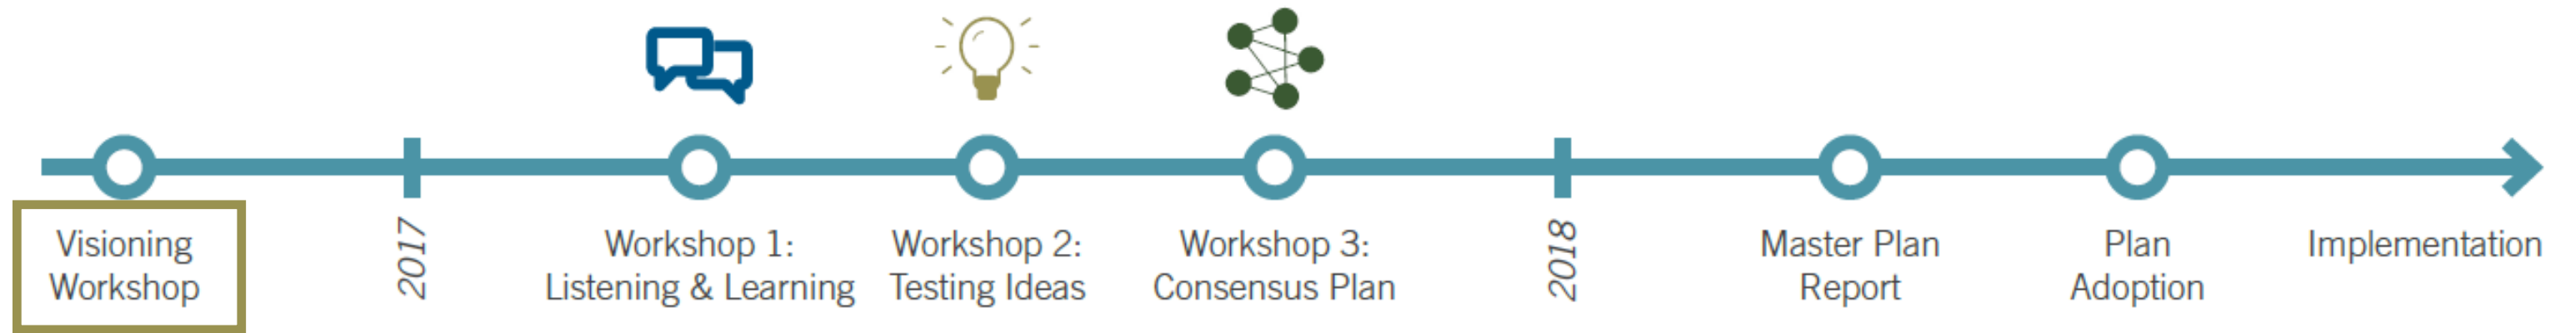 Visioning
Workshop
2017
Workshop 1:
Listening & Learning
Workshop 2:
Testing Ideas
Workshop 3:
Consensus Plan
2018
Master Plan
Report
Plan
Adoption
Implementation